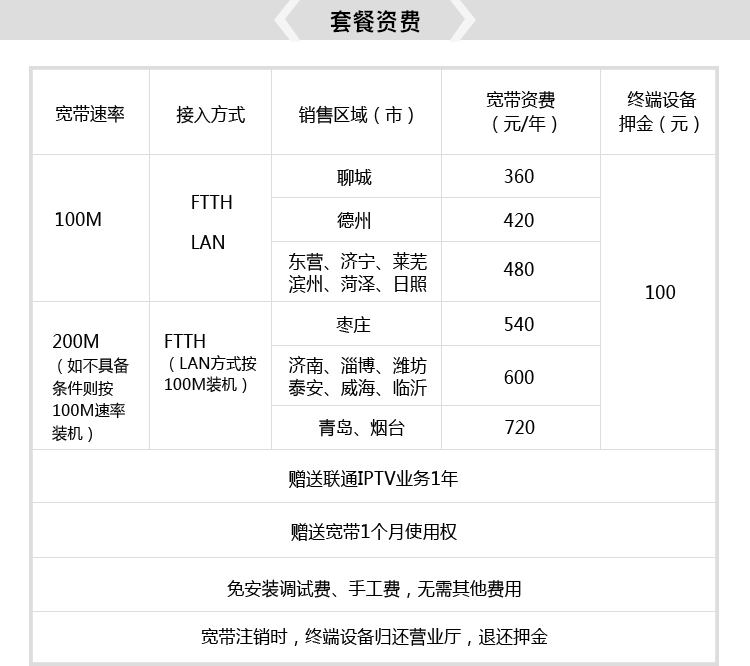 套餐资费
宽带速率
接入方式
销售区域（市）
宽带资费
（元/年）
终端设备
押金（元）
100M
FTTH
LAN
聊城
360
德州
420
东营、济宁、莱芜
滨州、菏泽、日照
480
100
200M
（如不具备
条件则按
100M速率
装机）
FTTH
（LAN方式按
100M装机）
枣庄
540
济南、淄博、潍坊
泰安、威海、临沂
600
青岛、烟台
720
赠送联通IPTV业务1年
赠送宽带1个月使用权
免安装调试费、手工费，无需其他费用
宽带注销时，终端设备归还营业厅，退还押金